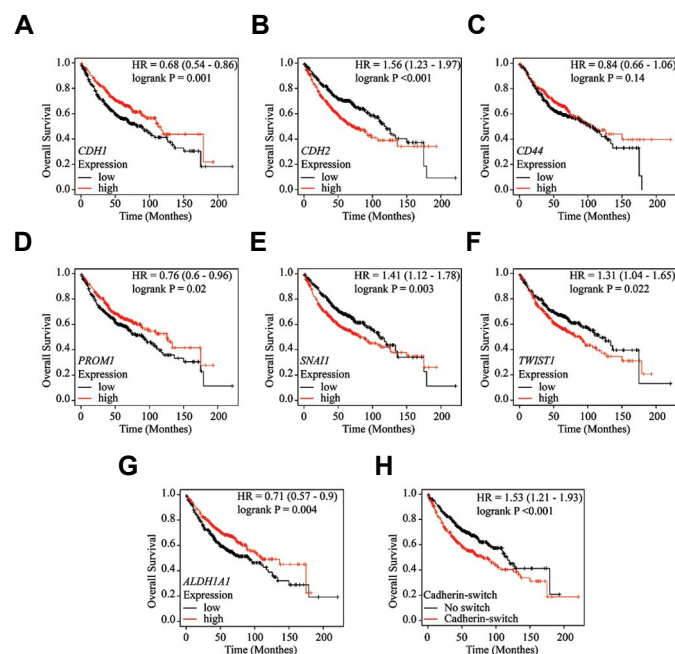 A
HR = 0.68 (0.54 - 0.86)
logrank P = 0.001
Overall Survival
1.0
0.8
0.6
0.4
0.2
0.0
CDH1
Expression
low
high
0 50 100 150 200
Time (Monthes)
B
HR = 1.56 (1.23 - 1.97)
logrank P <0.001
Overall Survival
1.0
0.8
0.6
0.4
0.2
0.0
CDH2
Expression
low
high
0 50 100 150 200
Time (Monthes)
C
HR = 0.84 (0.66 - 1.06)
logrank P = 0.14
Overall Survival
1.0
0.8
0.6
0.4
0.2
0.0
CD44
Expression
low
high
0 50 100 150 200
Time (Monthes)
D
HR = 0.76 (0.6 - 0.96)
logrank P = 0.02
Overall Survival
1.0
0.8
0.6
0.4
0.2
0.0
PROM1
Expression
low
high
0 50 100 150 200
Time (Monthes)
E
HR = 1.41 (1.12 - 1.78)
logrank P = 0.003
Overall Survival
1.0
0.8
0.6
0.4
0.2
0.0
SNAI1
Expression
low
high
0 50 100 150 200
Time (Monthes)
F
HR = 1.31 (1.04 - 1.65)
logrank P = 0.022
Overall Survival
1.0
0.8
0.6
0.4
0.2
0.0
TWIST1
Expression
low
high
0 50 100 150 200
Time (Monthes)
G
HR = 0.71 (0.57 - 0.9)
logrank P = 0.004
Overall Survival
1.0
0.8
0.6
0.4
0.2
0.0
ALDH1A1
Expression
low
high
0 50 100 150 200
Time (Monthes)
H
HR = 1.53 (1.21 - 1.93)
logrank P <0.001
Overall Survival
1.0
0.8
0.6
0.4
0.2
0.0
Cadherin-switch
No switch
Cadherin-switch
0 50 100 150 200
Time (Monthes)